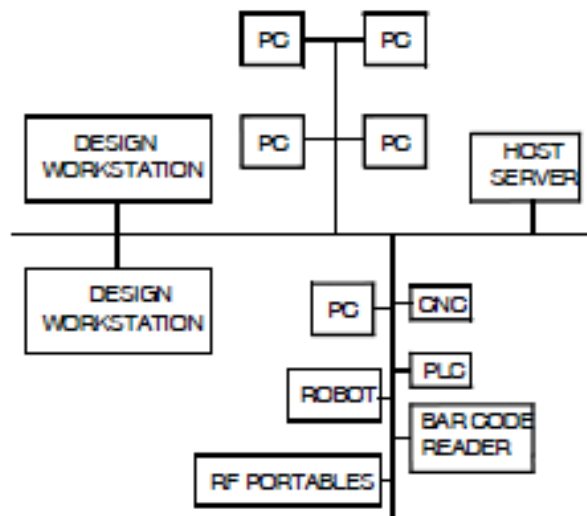 PC
PC
PC
PC
DESIGN
WORKSTATION
HOST
SERVER
DESIGN
WORKSTATION
PC
CNC
PLC
ROBOT
BAR CODE
READER
RF PORTABLES